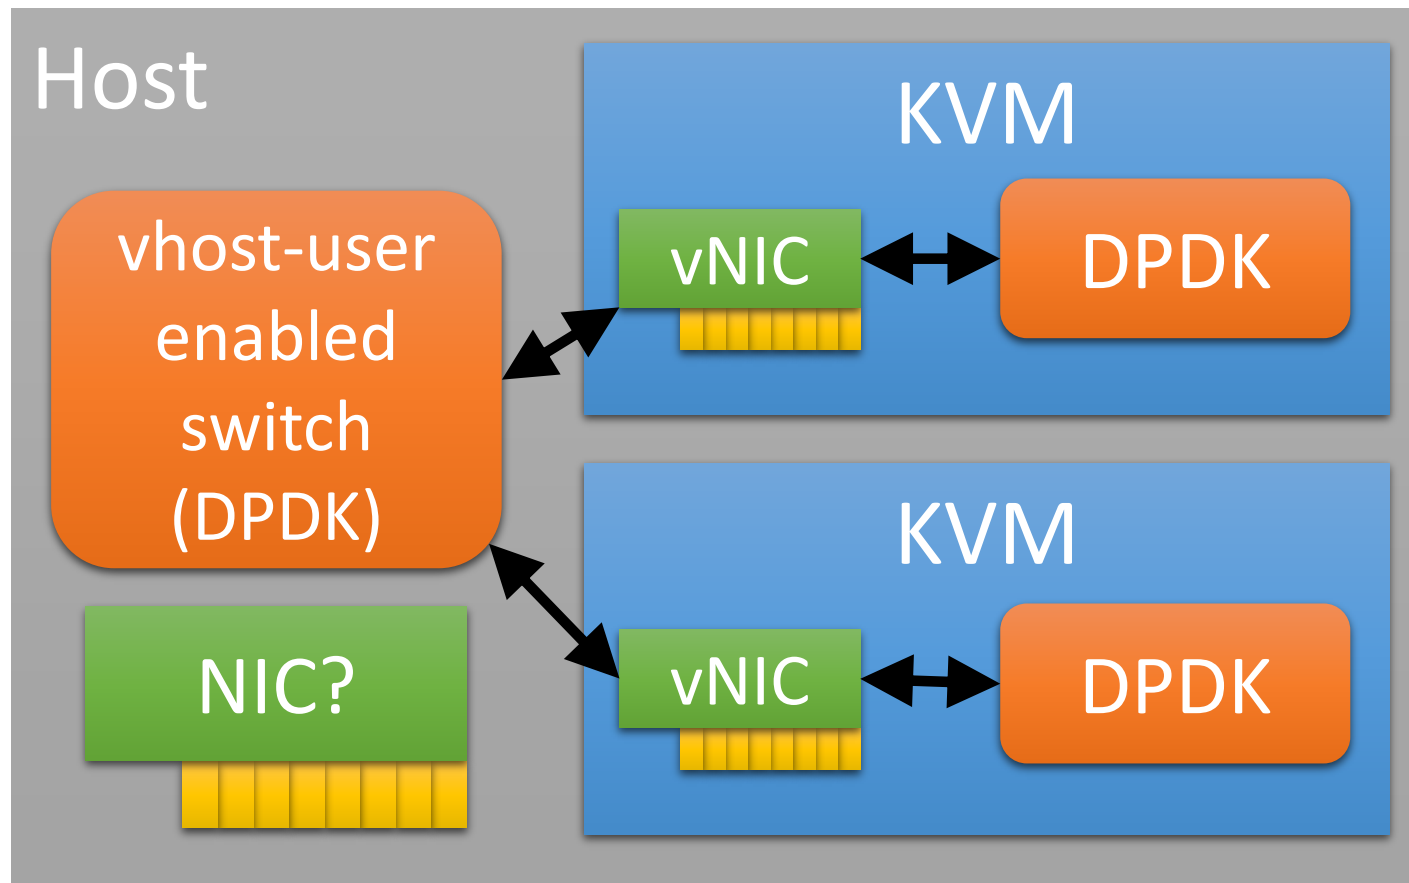 Host
vhost-user
enabled
switch
(DPDK)
NIC?
KVM
vNIC
DPDK
KVM
vNIC
DPDK